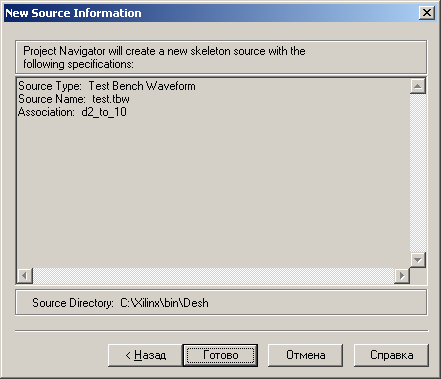 New Source Information
Project Navigator will create a new skeleton source with the
following specifications:
Source Type: Test Bench Waveform
Source Name: test.tbw
Association: d2_to_10
Source Directory: C:\Xilinx\bin\Desh
< Назад
Готово
Отмена
Справка